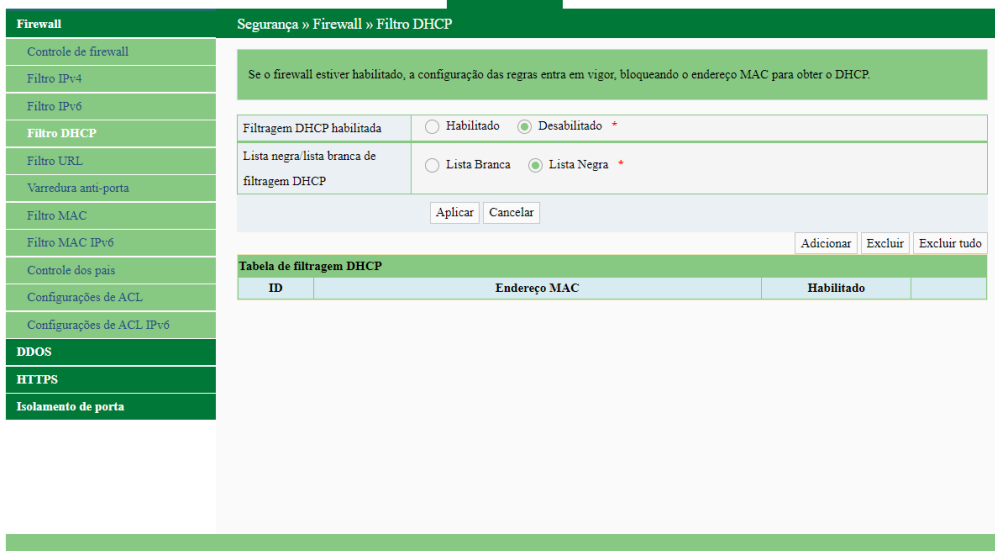 Firewall
Controle de firewall
Filtro IPv4
Filtro IPv6
Filtro DHCP
Filtro URL
Varredura anti-porta
Filtro MAC
Filtro MAC IPv6
Controle dos pais
Configurações de ACL
Configurações de ACL IPv6
DDOS
HTTPS
Isolamento de porta
Segurança » Firewall » Filtro DHCP
Se o firewall estiver habilitado, a configuração das regras entra em vigor, bloqueando o endereço MAC para obter o DHCP.
Filtragem DHCP habilitada Habilitado Desabilitado *
Lista negra/lista branca de
filtragem DHCP Lista Branca Lista Negra *
Aplicar Cancelar
Adicionar Excluir Excluir tudo
Tabela de filtragem DHCP
ID Endereço MAC Habilitado